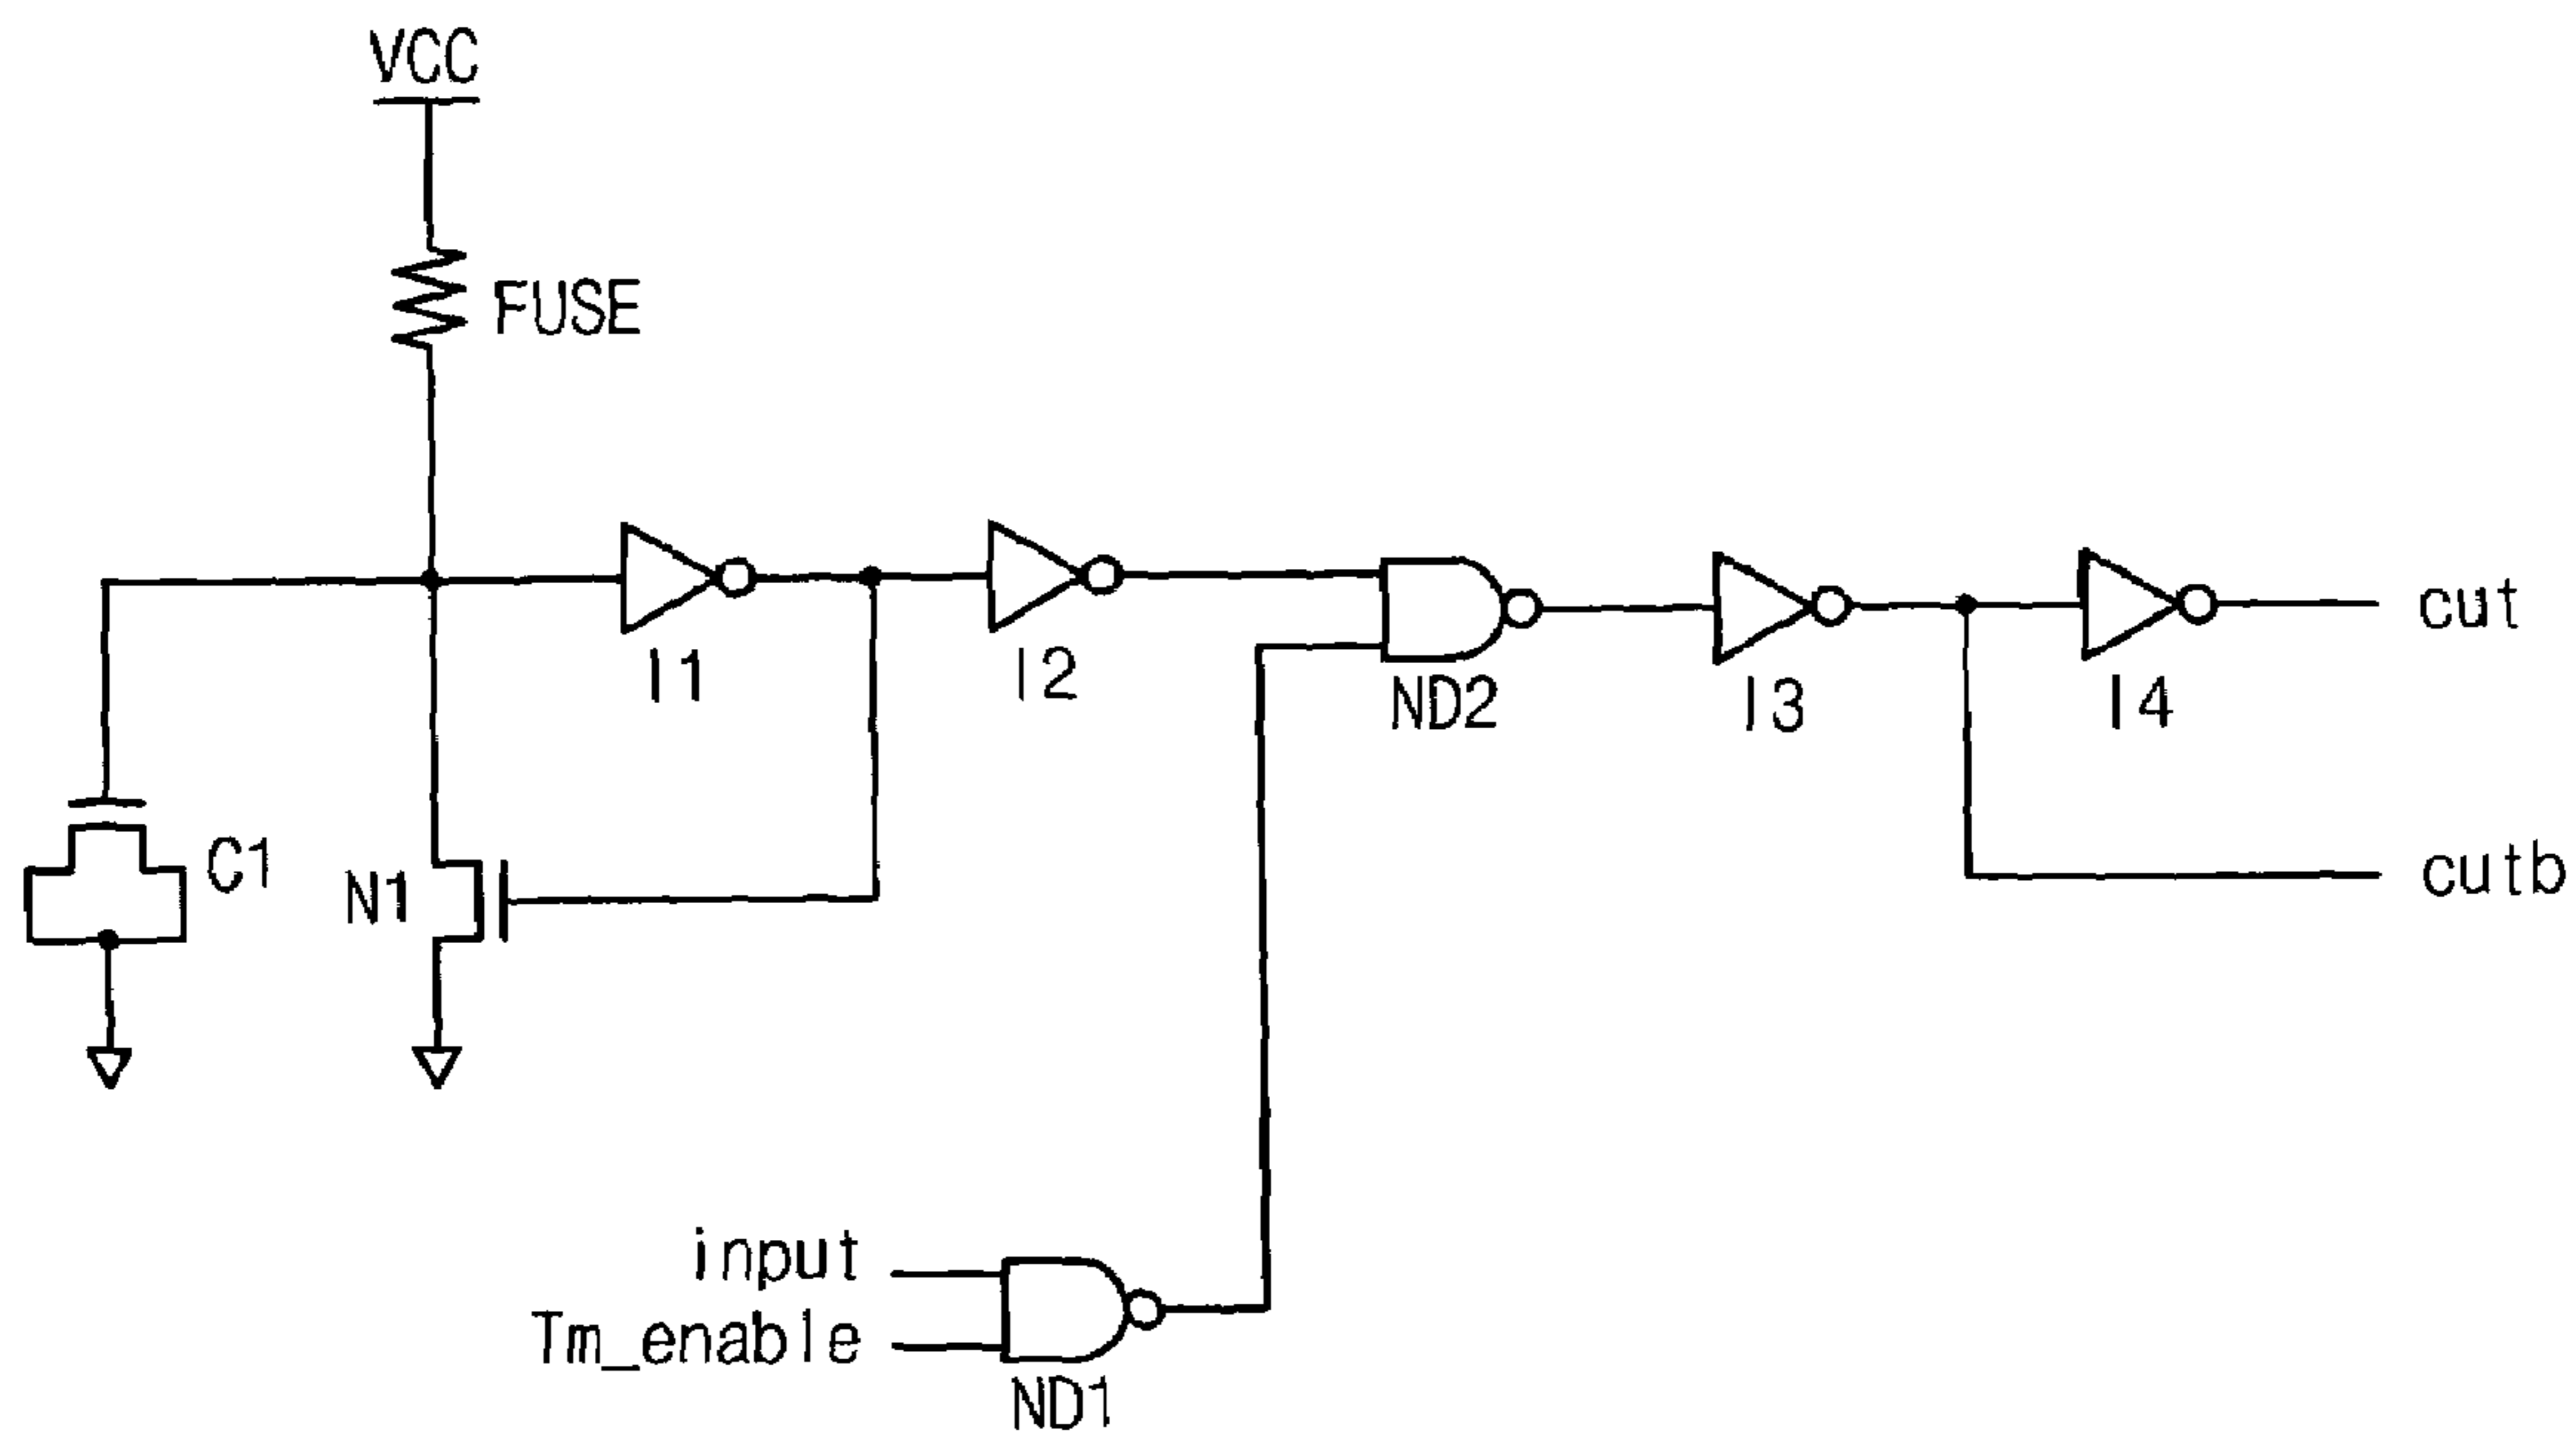 VCC
FUSE
I1
I2
ND2
I3
I4
cut
cutb
C1
N1
input
Tm_enable
ND1